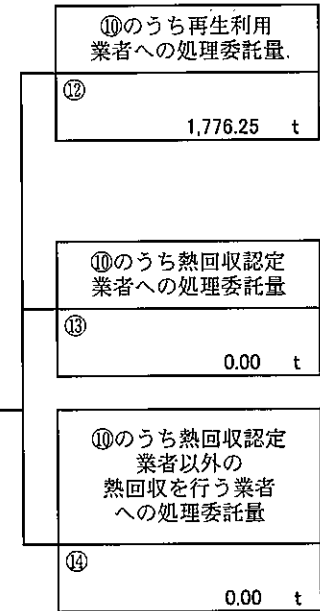 ⑩のうち再生利用
業者への処理委託量
⑫
1,776.25 t
⑩のうち熱回収認定
業者への処理委託量
⑬
0.00 t
⑩のうち熱回収認定
業者以外の
熱回収を行う業者
への処理委託量
⑭
0.00 t